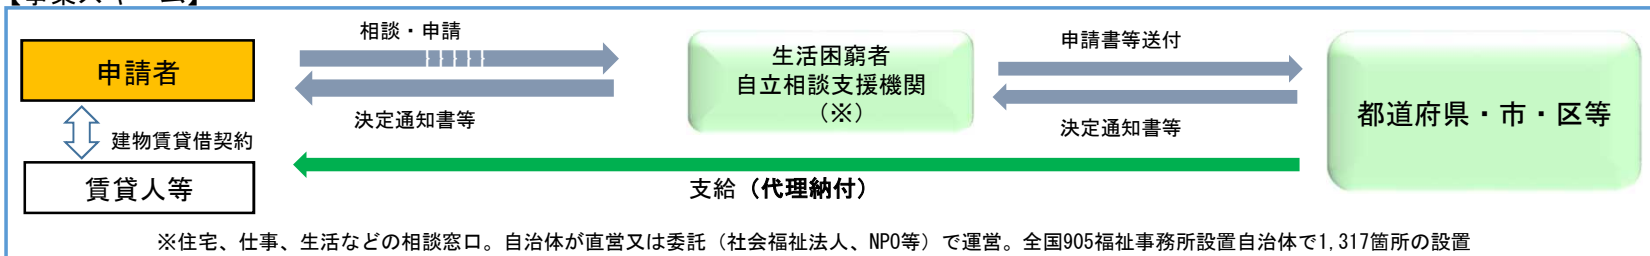 【事業スキーム】
相談・申請
申請者
決定通知書等
建物賃貸借契約
賃貸人等
生活困窮者
自立相談支援機関
（※）
申請書等送付
決定通知書等
都道府県・市・区等
支給（代理納付）
※住宅、仕事、生活などの相談窓口。自治体が直営又は委託（社会福祉法人、NPO等）で運営。全国905福祉事務所設置自治体で1,317箇所の設置